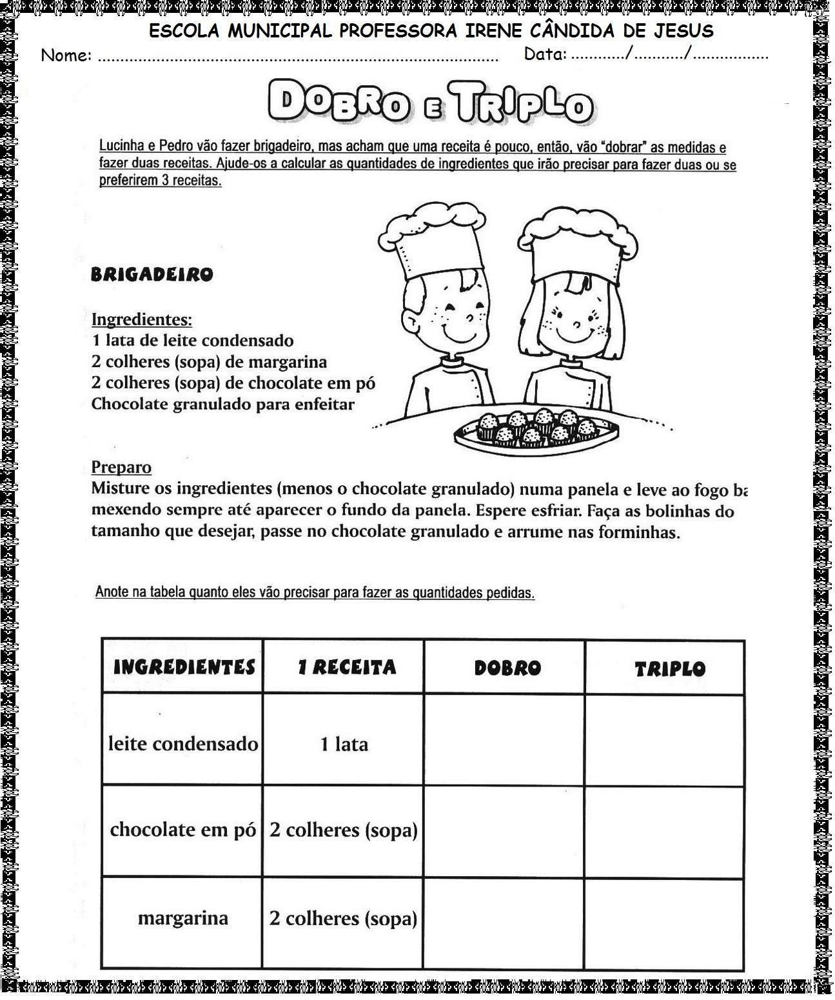 ESCOLA MUNICIPAL PROFESSORA IRENE CÂNDIDA DE JESUS
Nome: .......................................................................................... Data: ............/.........../.................
DOBRO E TRIPLO
Lucinha e Pedro vão fazer brigadeiro, mas acham que uma receita é pouco, então, vão "dobrar" as medidas e
fazer duas receitas. Ajude-os a calcular as quantidades de ingredientes que irão precisar para fazer duas ou se
preferirem 3 receitas.
BRIGADEIRO
Ingredientes:
1 lata de leite condensado
2 colheres (sopa) de margarina
2 colheres (sopa) de chocolate em pó
Chocolate granulado para enfeitar
Preparo
Misture os ingredientes (menos o chocolate granulado) numa panela e leve ao fogo ba
mexendo sempre até aparecer o fundo da panela. Espere esfriar. Faça as bolinhas do
tamanho que desejar, passe no chocolate granulado e arrume nas forminhas.
Anote na tabela quanto eles vão precisar para fazer as quantidades pedidas.
INGREDIENTES 1 RECEITA DOBRO TRIPLO
leite condensado 1 lata
chocolate em pó 2 colheres (sopa)
margarina 2 colheres (sopa)